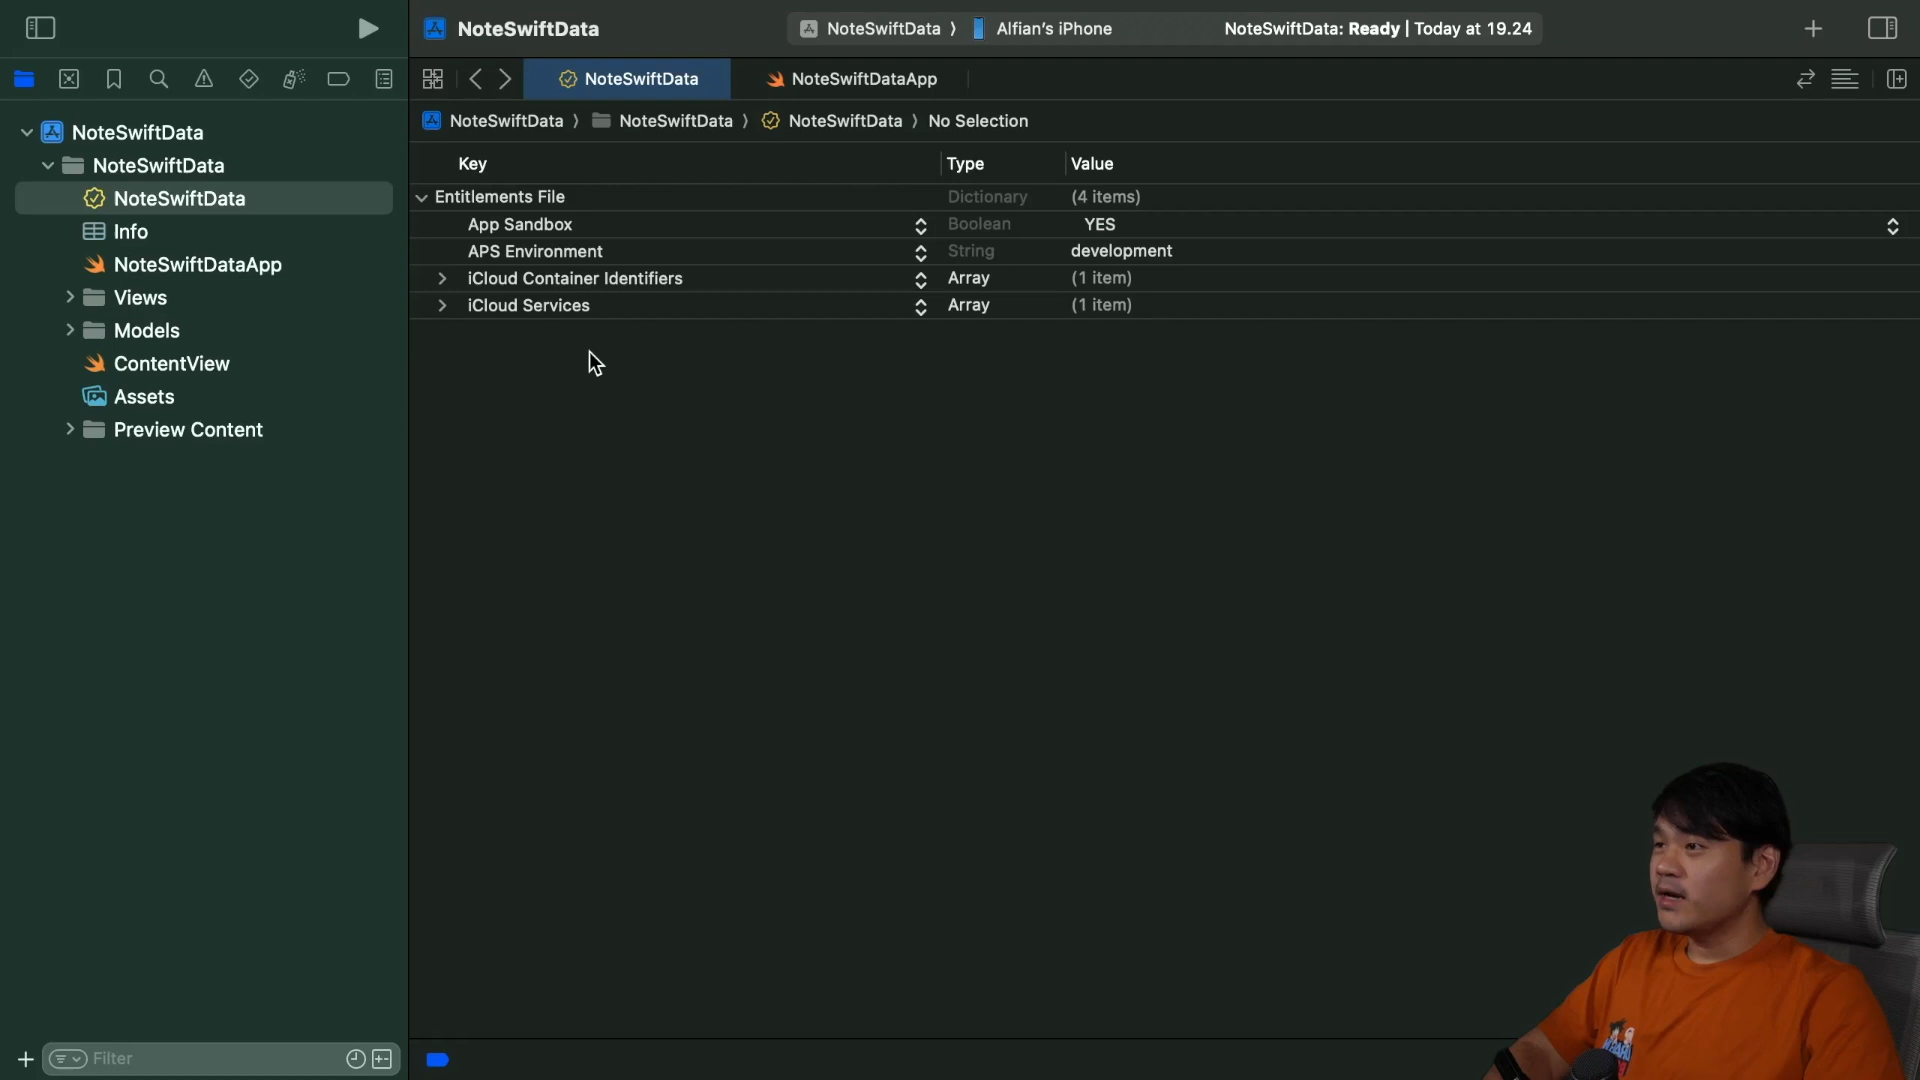 NoteSwiftData
NoteSwiftData ⟩ Alfian's iPhone
NoteSwiftData: Ready | Today at 19.24
NoteSwiftData
NoteSwiftDataApp
NoteSwiftData ⟩ NoteSwiftData ⟩ NoteSwiftData ⟩ No Selection
NoteSwiftData
NoteSwiftData
NoteSwiftData
Info
NoteSwiftDataApp
Views
Models
ContentView
Assets
Preview Content
Filter
Key Type Value
Entitlements File Dictionary (4 items)
App Sandbox Boolean YES
APS Environment String development
iCloud Container Identifiers Array (1 item)
iCloud Services Array (1 item)